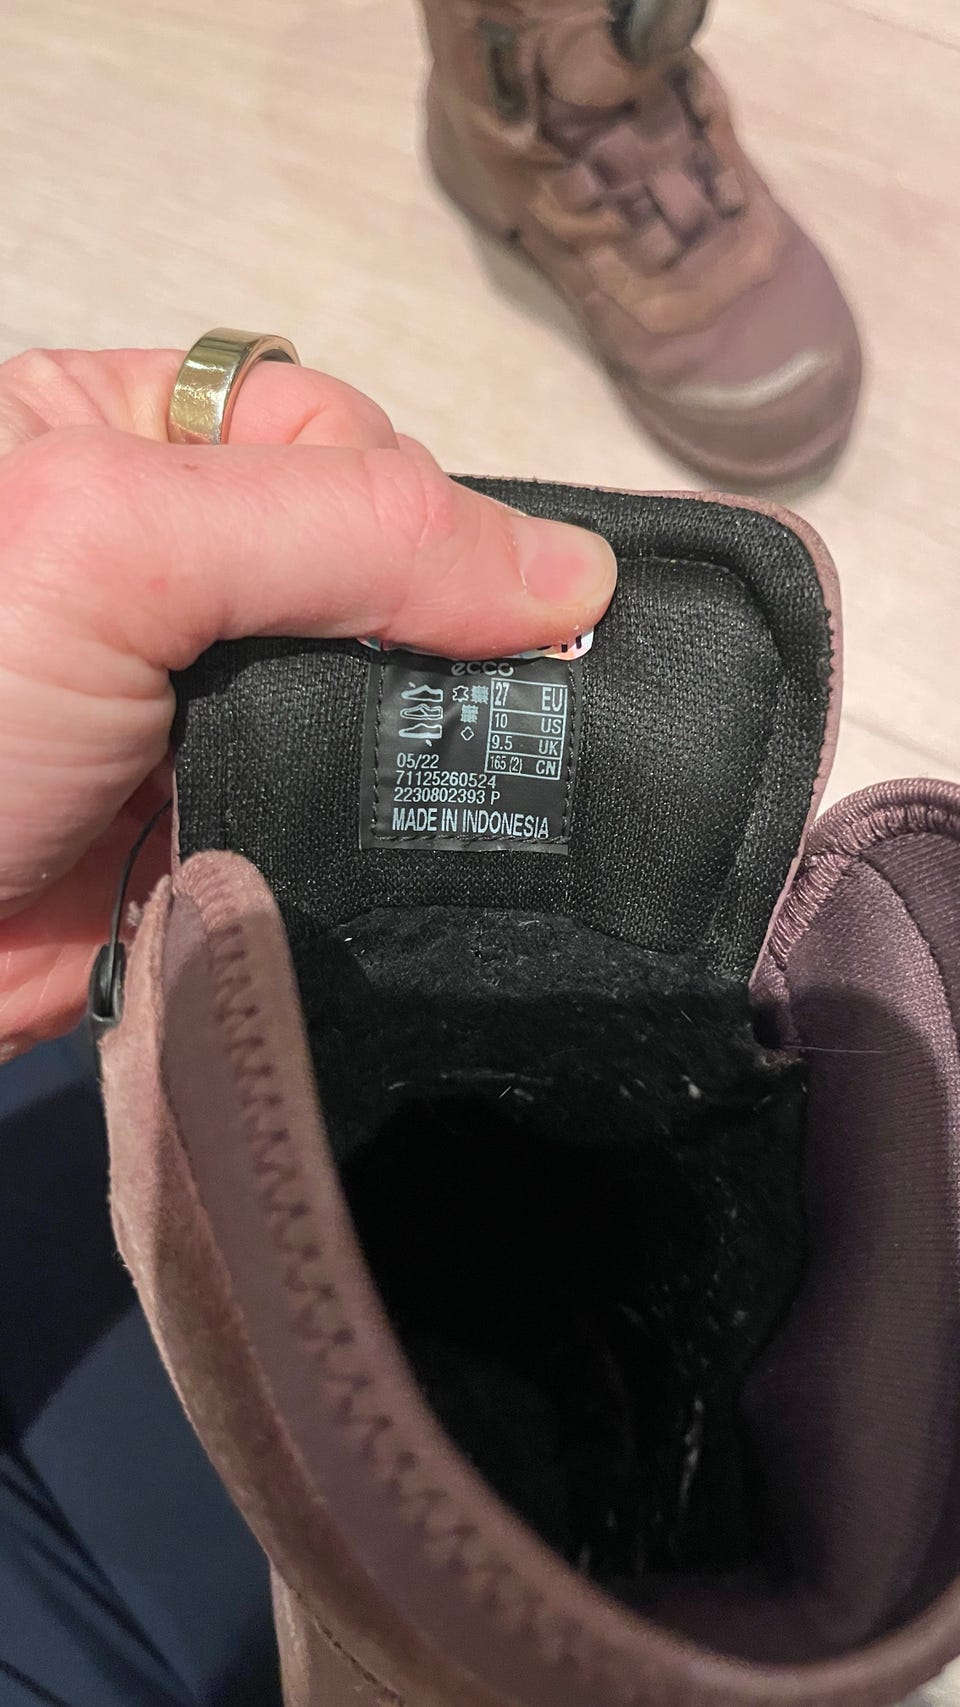 ecco
27 EU
10 US
9.5 UK
165 (2) CN
05/22
71125260524
2230802393 P
MADE IN INDONESIA